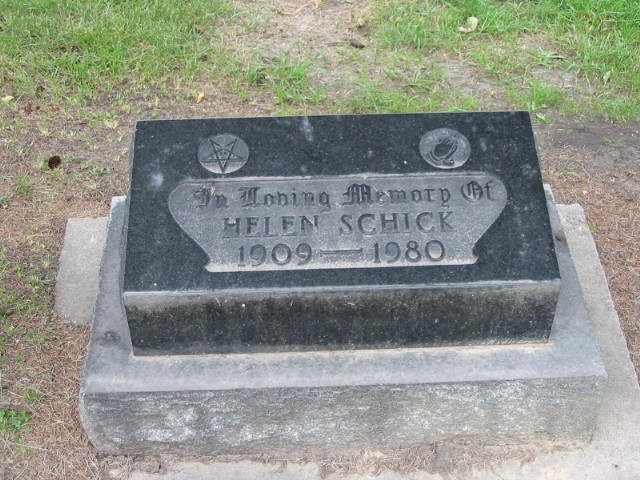 In Loving Memory Of
HELEN SCHICK
1909 — 1980